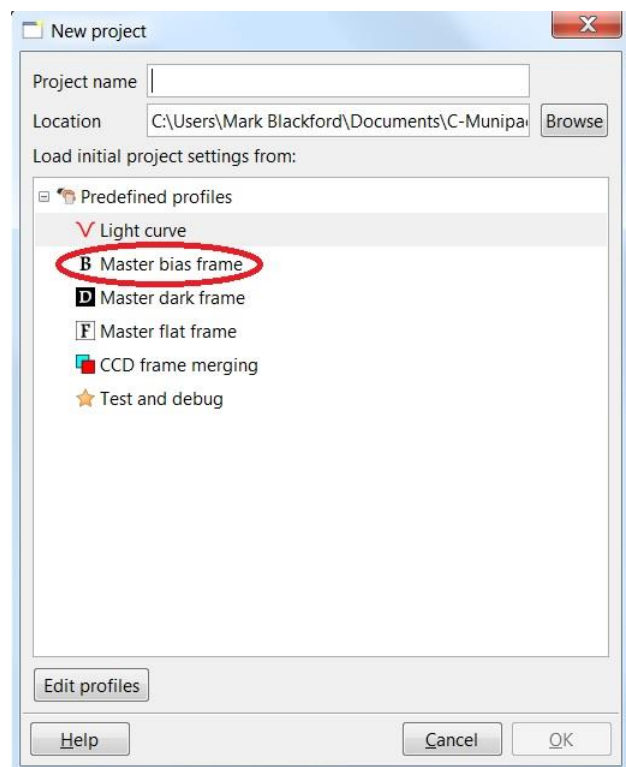 New project
X
Project name
Location C:\Users\Mark Blackford\Documents\C-Munipa Browse
Load initial project settings from:
Predefined profiles
Light curve
B Master bias frame
D Master dark frame
F Master flat frame
CCD frame merging
Test and debug
Edit profiles
Help Cancel OK